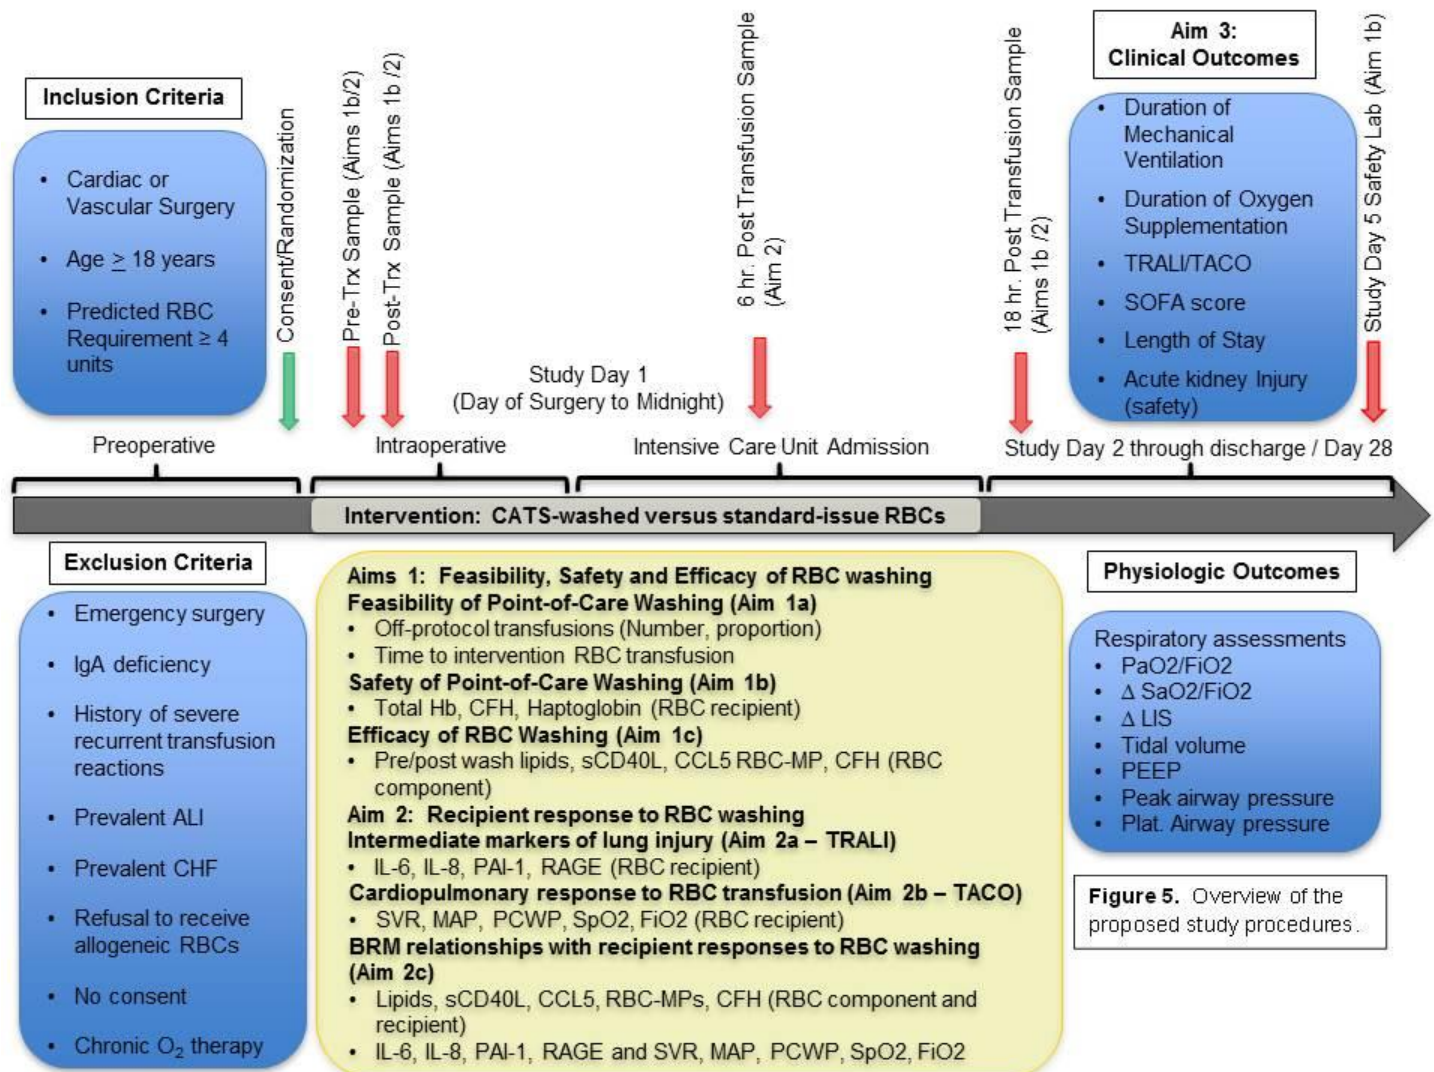 Inclusion Criteria
• Cardiac or
Vascular Surgery
• Age ≥ 18 years
• Predicted RBC
Requirement ≥ 4
units
Consent/Randomization
Pre-Trx Sample (Aims 1b/2)
Post-Trx Sample (Aims 1b /2)
6 hr. Post Transfusion Sample
(Aim 2)
18 hr. Post Transfusion Sample
(Aims 1b /2)
Aim 3:
Clinical Outcomes
• Duration of
Mechanical
Ventilation
• Duration of Oxygen
Supplementation
• TRALI/TACO
• SOFA score
• Length of Stay
• Acute kidney Injury
(safety)
Study Day 5 Safety Lab (Aim 1b)
Study Day 1
(Day of Surgery to Midnight)
Preoperative
Intraoperative
Intensive Care Unit Admission
Study Day 2 through discharge / Day 28
Intervention: CATS-washed versus standard-issue RBCs
Exclusion Criteria
• Emergency surgery
• IgA deficiency
• History of severe
recurrent transfusion
reactions
• Prevalent ALI
• Prevalent CHF
• Refusal to receive
allogeneic RBCs
• No consent
• Chronic O₂ therapy
Aims 1: Feasibility, Safety and Efficacy of RBC washing
Feasibility of Point-of-Care Washing (Aim 1a)
• Off-protocol transfusions (Number, proportion)
• Time to intervention RBC transfusion
Safety of Point-of-Care Washing (Aim 1b)
• Total Hb, CFH, Haptoglobin (RBC recipient)
Efficacy of RBC Washing (Aim 1c)
• Pre/post wash lipids, sCD40L, CCL5 RBC-MP, CFH (RBC
component)
Aim 2: Recipient response to RBC washing
Intermediate markers of lung injury (Aim 2a – TRALI)
• IL-6, IL-8, PAI-1, RAGE (RBC recipient)
Cardiopulmonary response to RBC transfusion (Aim 2b – TACO)
• SVR, MAP, PCWP, SpO2, FiO2 (RBC recipient)
BRM relationships with recipient responses to RBC washing
(Aim 2c)
• Lipids, sCD40L, CCL5, RBC-MPs, CFH (RBC component and
recipient)
• IL-6, IL-8, PAI-1, RAGE and SVR, MAP, PCWP, SpO2, FiO2
Physiologic Outcomes
Respiratory assessments
• PaO2/FiO2
• Δ SaO2/FiO2
• Δ LIS
• Tidal volume
• PEEP
• Peak airway pressure
• Plat. Airway pressure
Figure 5. Overview of the
proposed study procedures.